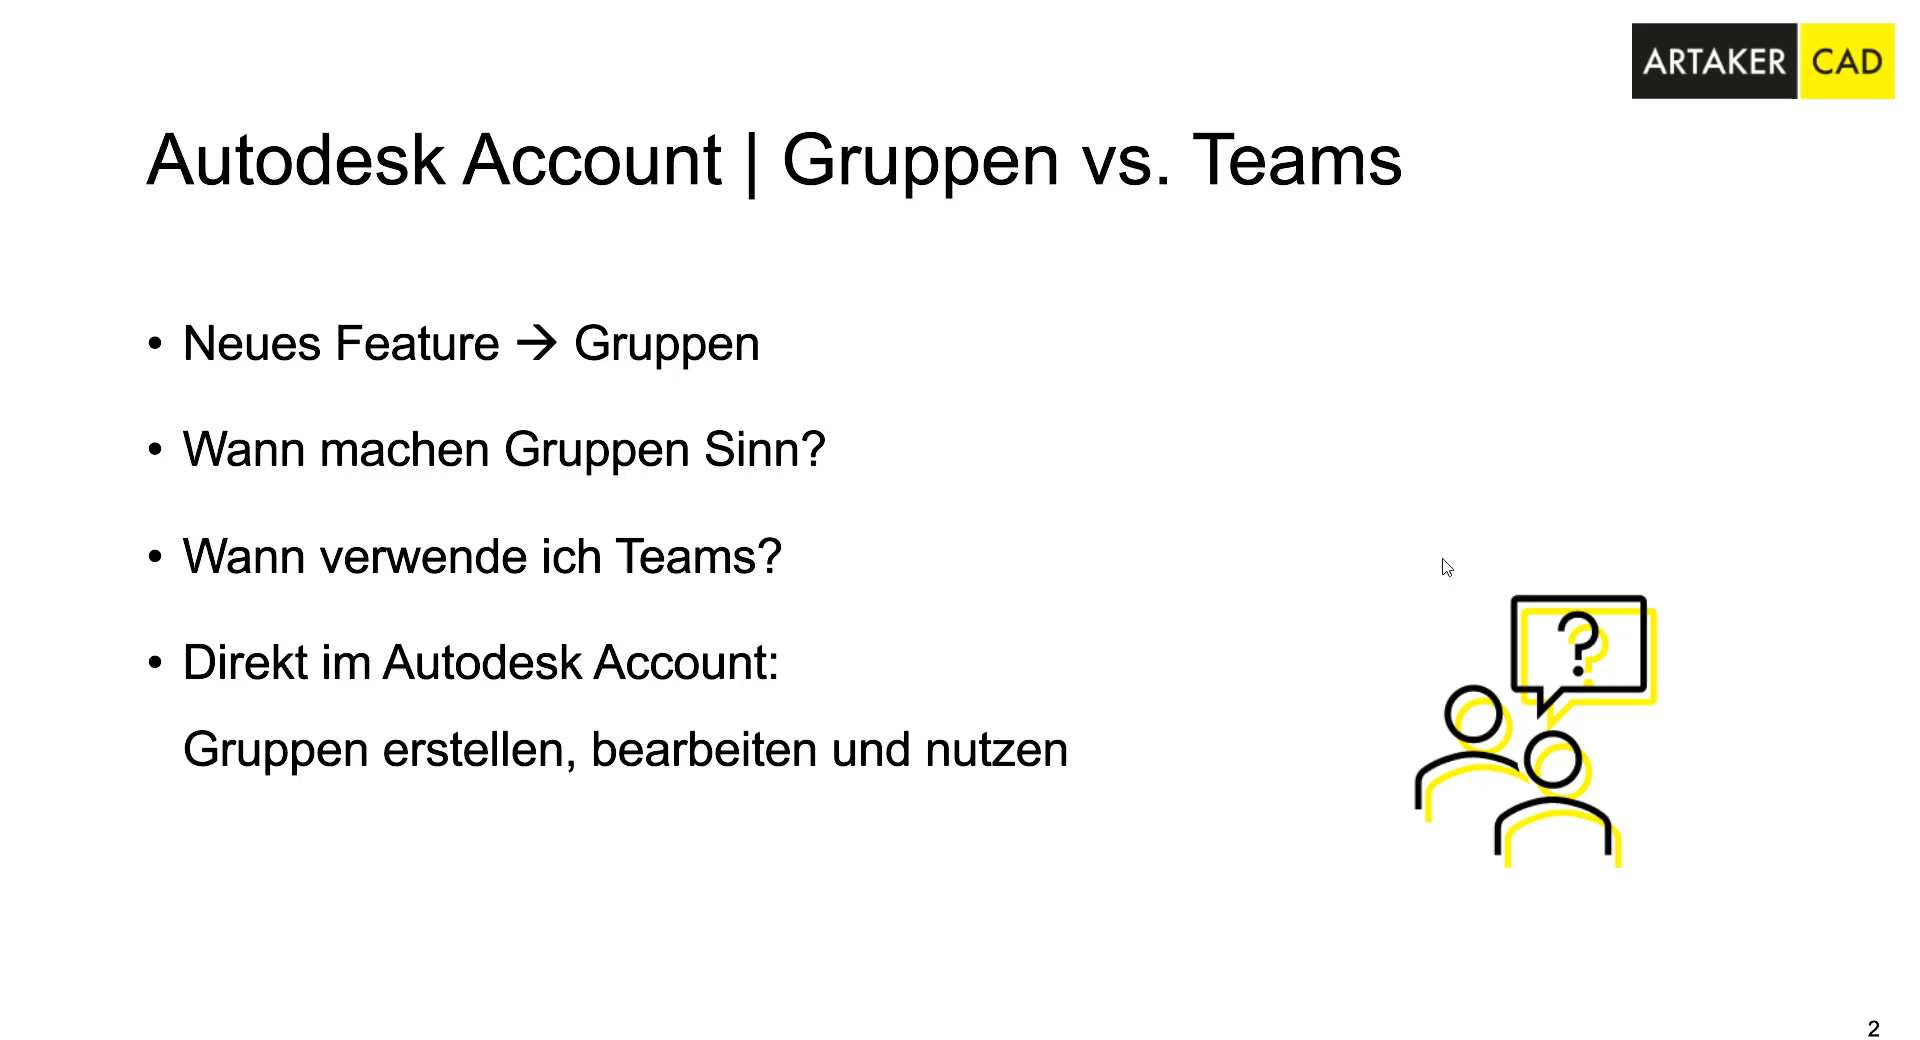 ARTAKER CAD
Autodesk Account | Gruppen vs. Teams
• Neues Feature → Gruppen
• Wann machen Gruppen Sinn?
• Wann verwende ich Teams?
• Direkt im Autodesk Account:
Gruppen erstellen, bearbeiten und nutzen
?
2